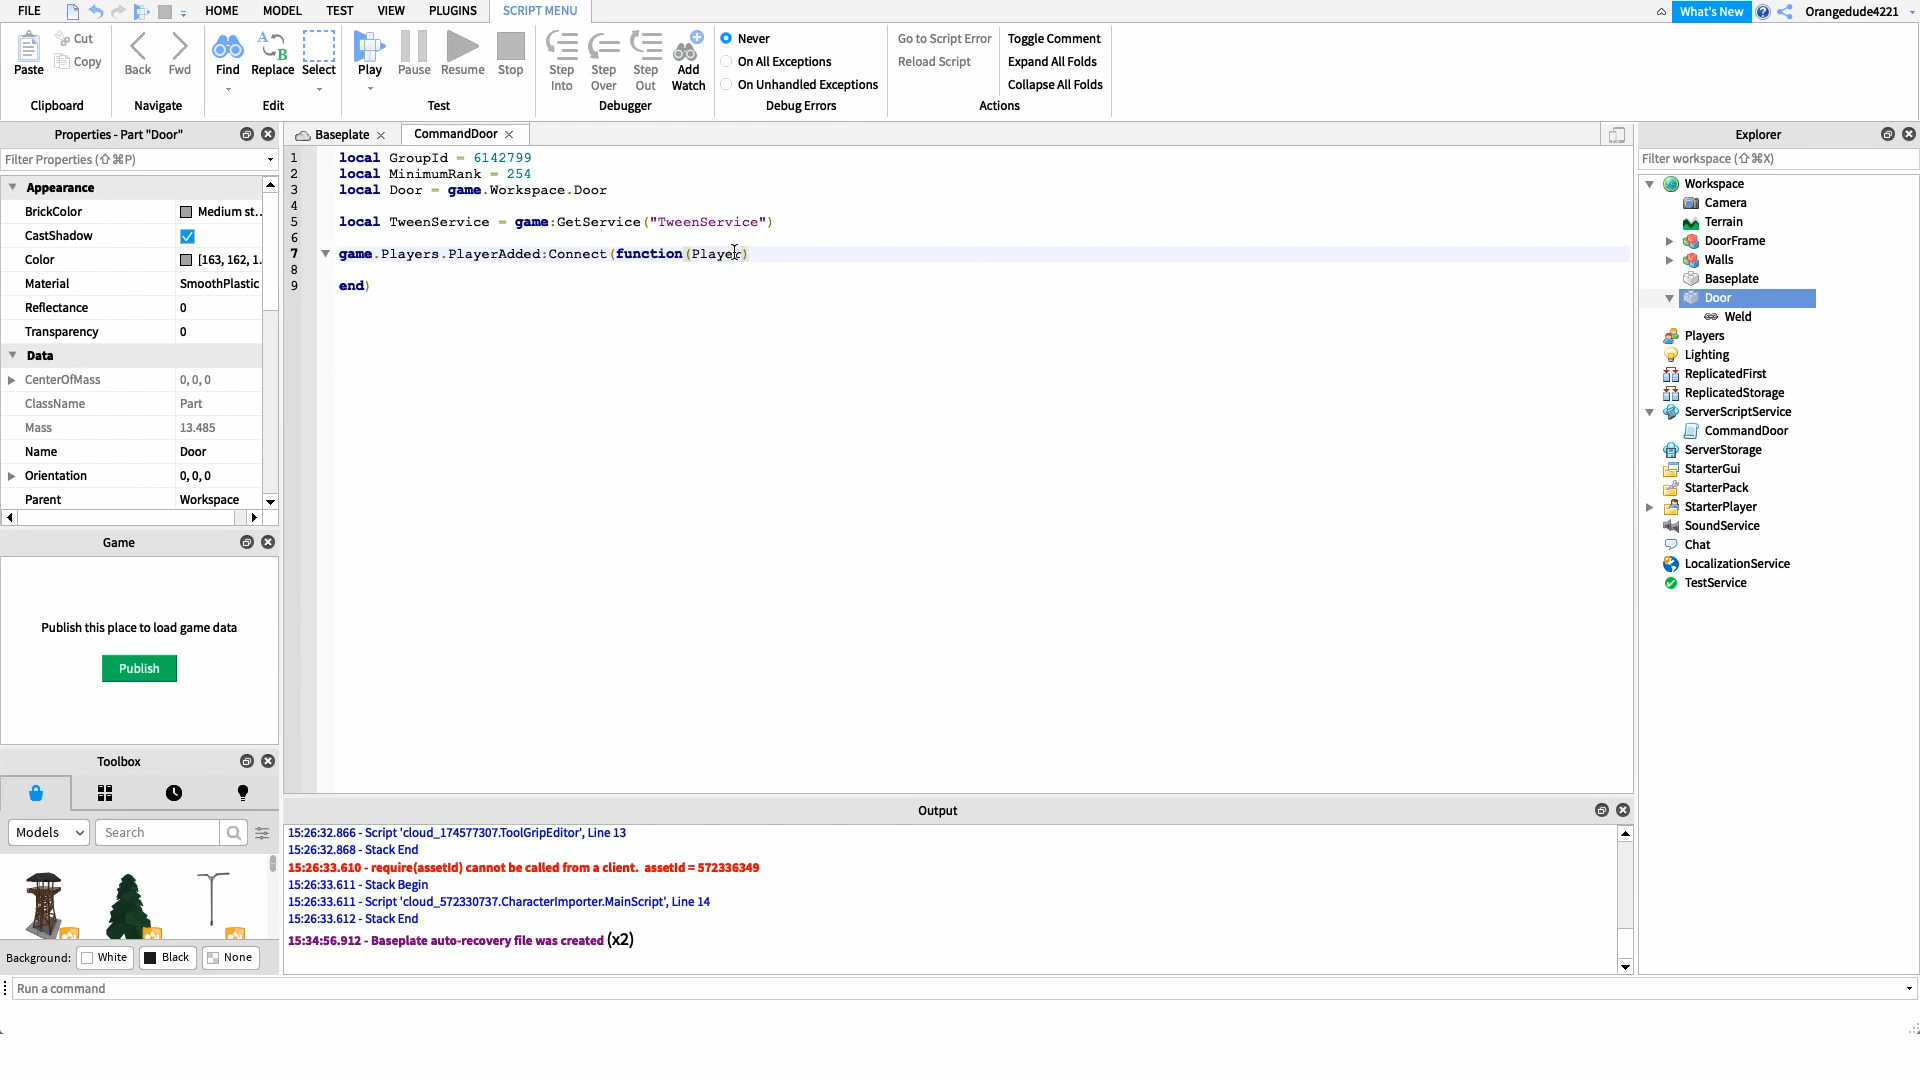 FILE HOME MODEL TEST VIEW PLUGINS SCRIPT MENU What's New Orangedude4221
Paste Cut Copy
Clipboard
Back Fwd
Navigate
Find Replace Select
Edit
Play Pause Resume Stop
Test
Step Into Step Over Step Out Add Watch
Debugger
Never
On All Exceptions
On Unhandled Exceptions
Debug Errors
Go to Script Error Toggle Comment
Reload Script Expand All Folds
Collapse All Folds
Actions
Properties - Part "Door"
Filter Properties (⇧⌘P)
Appearance
BrickColor Medium st...
CastShadow
Color [163, 162, 1...
Material SmoothPlastic
Reflectance 0
Transparency 0
Data
CenterOfMass 0, 0, 0
ClassName Part
Mass 13.485
Name Door
Orientation 0, 0, 0
Parent Workspace
Game
Publish this place to load game data
Publish
Toolbox
Models Search
Background: White Black None
Baseplate CommandDoor
1 local GroupId = 6142799
2 local MinimumRank = 254
3 local Door = game.Workspace.Door
4
5 local TweenService = game:GetService("TweenService")
6
7 game.Players.PlayerAdded:Connect(function(Player)
8
9 end)
Output
15:26:32.866 - Script 'cloud_174577307.ToolGripEditor', Line 13
15:26:32.868 - Stack End
15:26:33.610 - require(assetId) cannot be called from a client. assetId = 572336349
15:26:33.611 - Stack Begin
15:26:33.611 - Script 'cloud_572330737.CharacterImporter.MainScript', Line 14
15:26:33.612 - Stack End
15:34:56.912 - Baseplate auto-recovery file was created (x2)
Run a command
Explorer
Filter workspace (⇧⌘X)
Workspace
Camera
Terrain
DoorFrame
Walls
Baseplate
Door
Weld
Players
Lighting
ReplicatedFirst
ReplicatedStorage
ServerScriptService
CommandDoor
ServerStorage
StarterGui
StarterPack
StarterPlayer
SoundService
Chat
LocalizationService
TestService